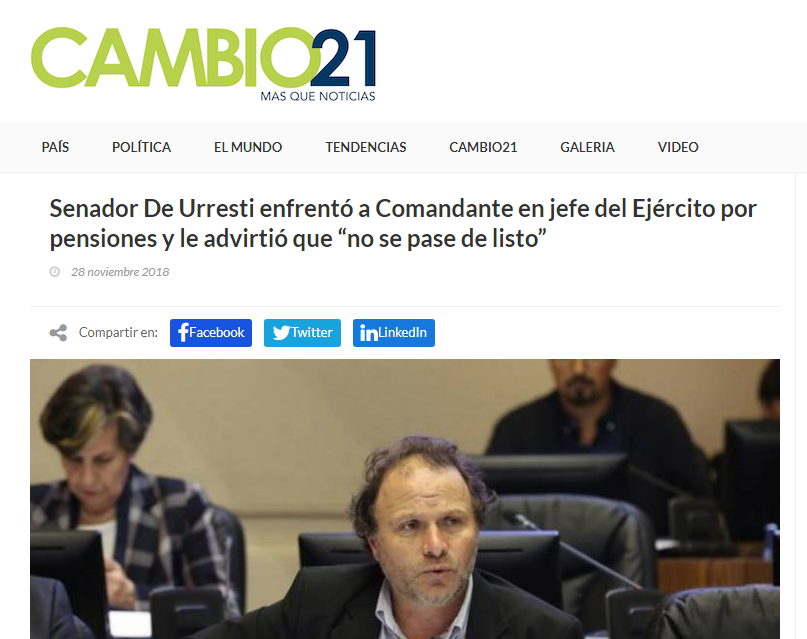 CAMBIO21
MÁS QUE NOTICIAS
PAÍS POLÍTICA EL MUNDO TENDENCIAS CAMBIO21 GALERIA VIDEO
Senador De Urresti enfrentó a Comandante en jefe del Ejército por
pensiones y le advirtió que “no se pase de listo”
28 noviembre 2018
Compartir en: Facebook Twitter LinkedIn